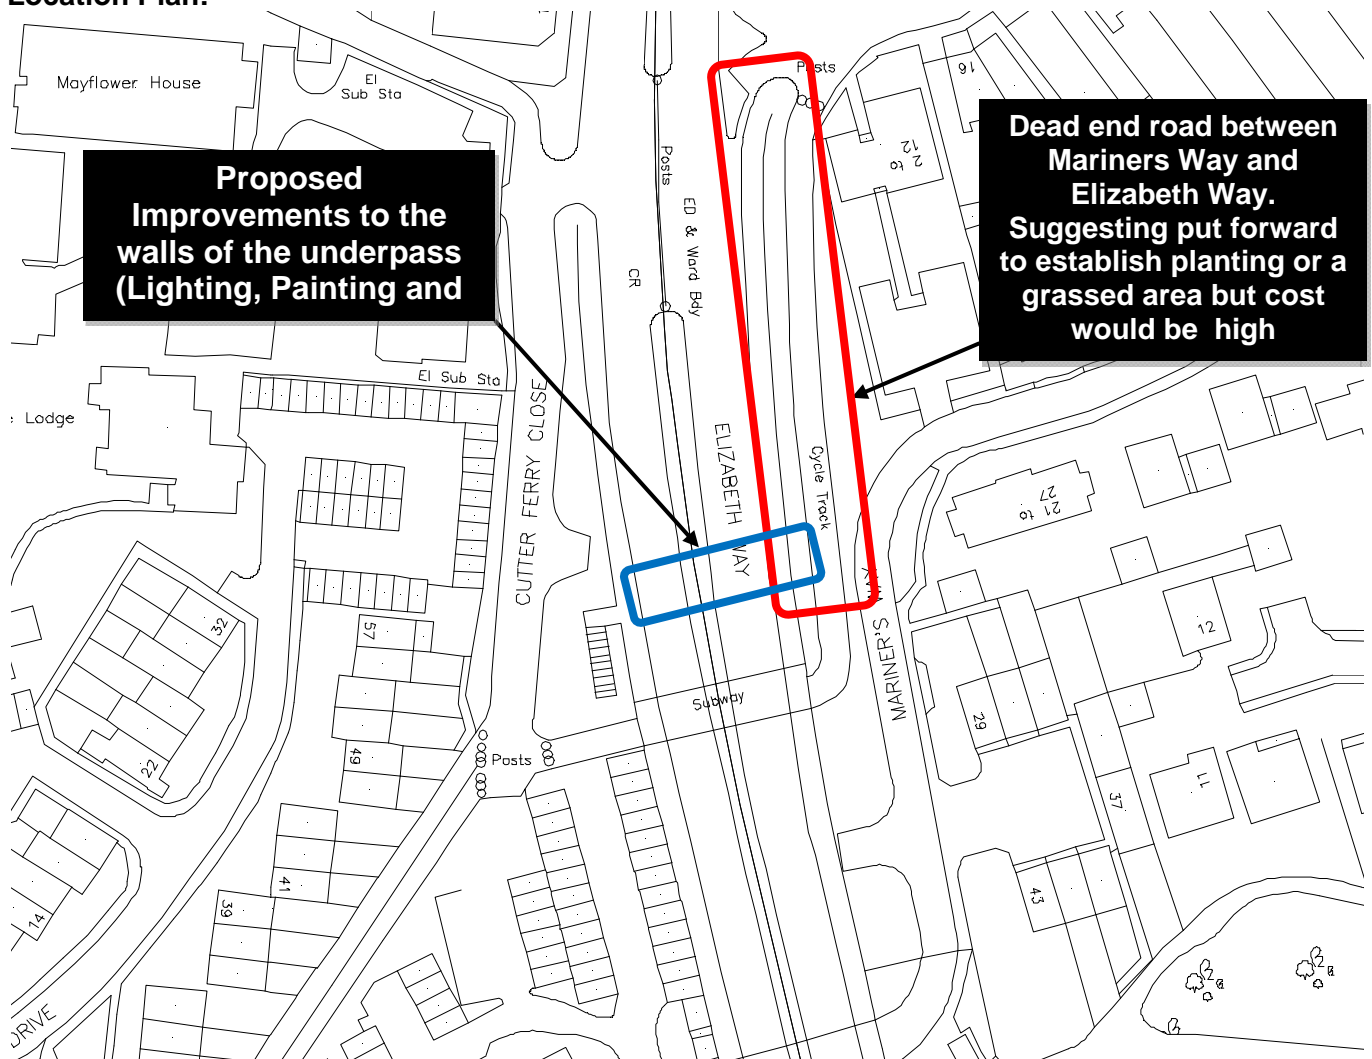 Location Plan:
Mayflower House
El
Sub Sta
Posts
16
2 to
12
Dead end road between
Mariners Way and
Elizabeth Way.
Suggesting put forward
to establish planting or a
grassed area but cost
would be high
Proposed
Improvements to the
walls of the underpass
(Lighting, Painting and
Posts
ED & Ward Bdy
CR
El Sub Sta
Lodge
CUTTER FERRY CLOSE
ELIZABETH WAY
Cycle Track
21 to
27
MARINER'S WAY
12
32
57
Subway
29
22
49
Posts
11
37
41
39
43
14
DRIVE